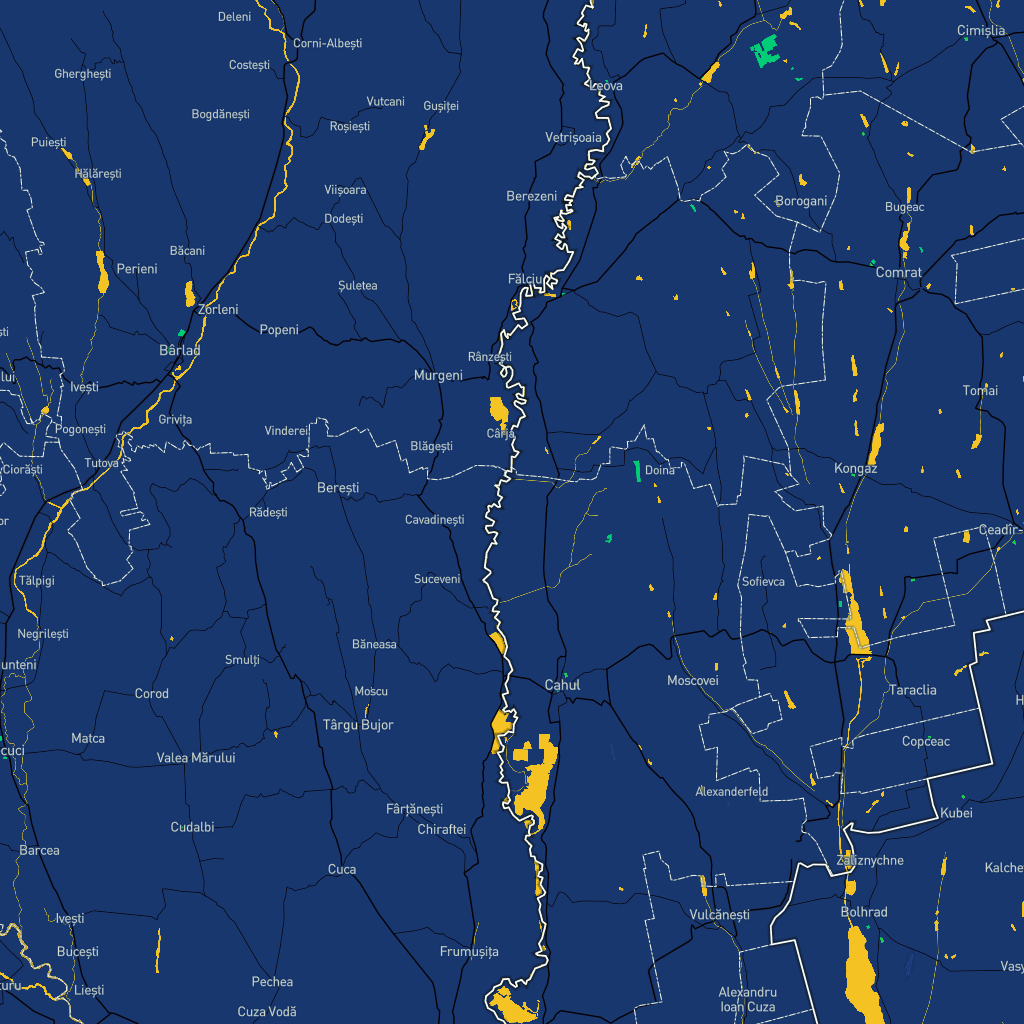 Deleni
Cimișlia
Corni-Albești
Costești
Gherghești
Leova
Vutcani
Gușiței
Bogdănești
Roșiești
Vetrișoaia
Puiești
Hălărești
Viișoara
Berezeni
Borogani
Bugeac
Dodești
Băcani
Perieni
Comrat
Fălciu
Șuletea
Zorleni
Popeni
Bârlad
Rânzești
Murgeni
Ivești
Tomai
Grivița
Pogonești
Vinderei
Cârja
Blăgești
Tutova
Ciorăști
Doina
Kongaz
Berești
Rădești
Cavadinești
Ceadîr-
Tălpigi
Suceveni
Sofievca
Negrilești
Băneasa
Smulți
unteni
Moscovei
Cahul
Corod
Moscu
Taraclia
Târgu Bujor
Matca
Copceac
cuci
Valea Mărului
Alexanderfeld
Fârțănești
Kubei
Cudalbi
Chiraftei
Barcea
Zaliznychne
Cuca
Kalche
Ivești
Vulcănești
Bolhrad
Bucești
Frumușița
Vasy
Pechea
Liești
Alexandru
Ioan Cuza
Cuza Vodă